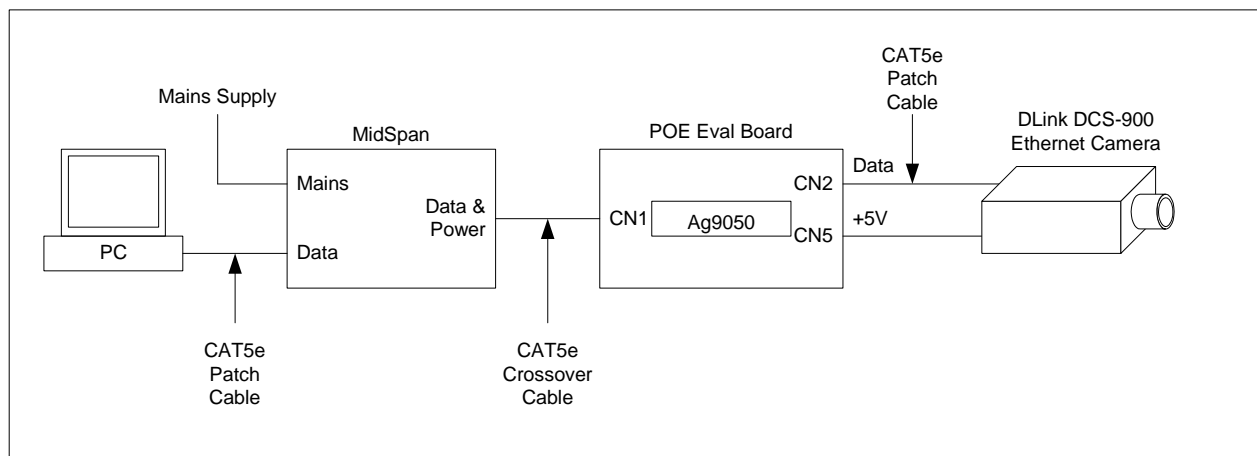 CAT5e
Patch
Cable
Mains Supply
MidSpan
POE Eval Board
DLink DCS-900
Ethernet Camera
Mains
Data &
Power
Data
CN2
CN1
Ag9050
+5V
CN5
PC
Data
CAT5e
Patch
Cable
CAT5e
Crossover
Cable